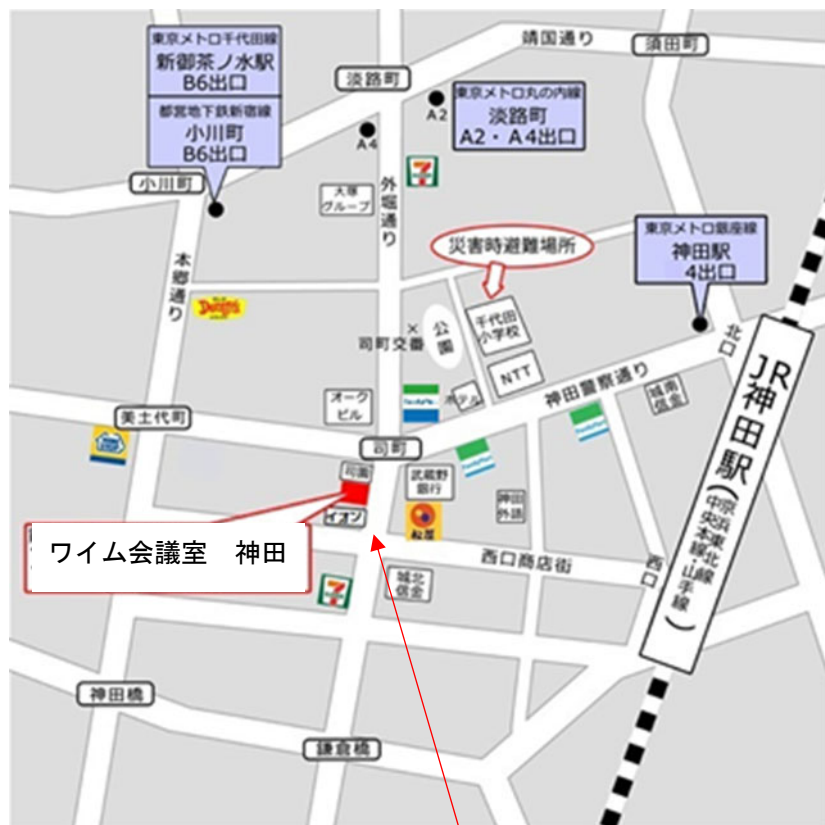 東京メトロ千代田線
新御茶ノ水駅
B6出口
都営地下鉄新宿線
小川町
B6出口
靖国通り
須田町
淡路町
A2
東京メトロ丸の内線
淡路町
A2・A4出口
A4
小川町
大塚
グループ
外堀通り
本郷通り
災害時避難場所
東京メトロ銀座線
神田駅
4出口
千代田
小学校
公園
司町交番
NTT
北口
JR神田駅
(京浜東北線・山手線
中央本線)
神田警察通り
城南
信金
オーク
ビル
FamilyMart
ホテル
美土代町
司町
FamilyMart
FamilyMart
司園
武蔵野
銀行
神田
外語
イオン
松屋
ワイム会議室 神田
西口商店街
西口
城北
信金
神田橋
鎌倉橋